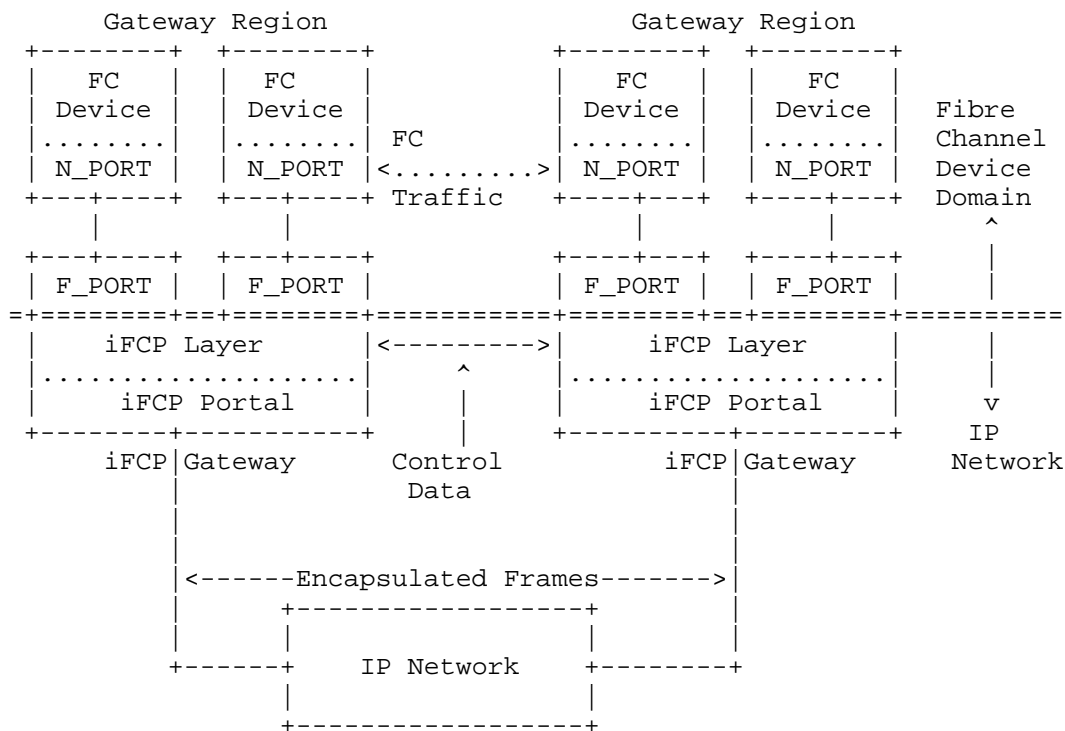 Gateway Region Gateway Region
FC FC FC FC
Device Device Device Device Fibre
........ ........ FC ........ ........ Channel
N_PORT N_PORT <.........> N_PORT N_PORT Device
Traffic Domain
F_PORT F_PORT F_PORT F_PORT
iFCP Layer <---------> iFCP Layer
iFCP Portal iFCP Portal v
IP
iFCP Gateway Control iFCP Gateway Network
Data
<------Encapsulated Frames------->
IP Network